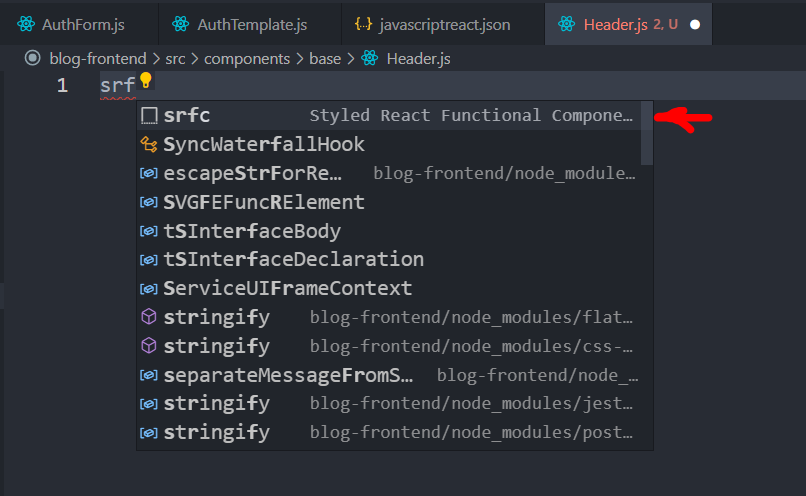 AuthForm.js AuthTemplate.js {..} javascriptreact.json Header.js 2, U
blog-frontend > src > components > base > Header.js
1 srf
srfc Styled React Functional Compone…
SyncWaterfallHook
escapeStrForRe… blog-frontend/node_module…
SVGFEFuncRElement
tSInterfaceBody
tSInterfaceDeclaration
ServiceUIFrameContext
stringify blog-frontend/node_modules/flat…
stringify blog-frontend/node_modules/css-…
separateMessageFromS… blog-frontend/node_…
stringify blog-frontend/node_modules/jest…
stringify blog-frontend/node_modules/post…